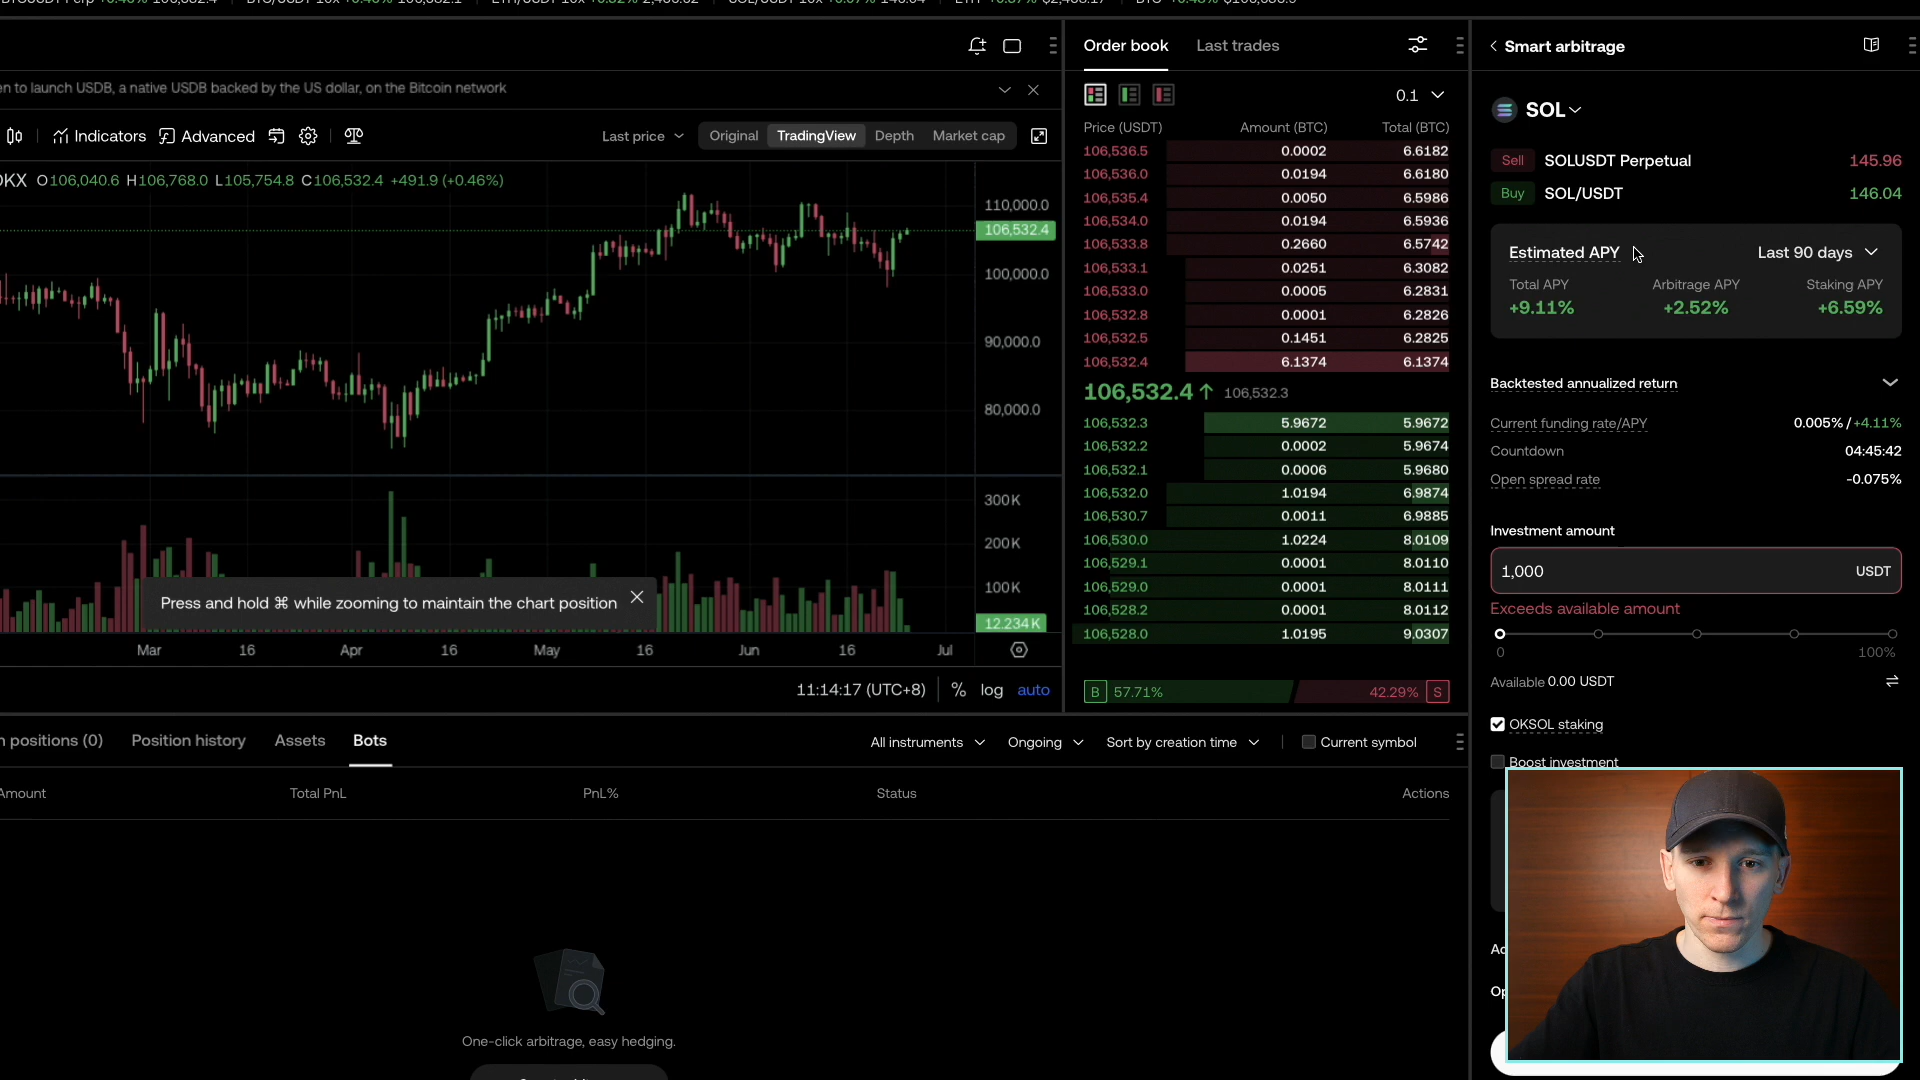 Order book
Last trades
Smart arbitrage
en to launch USDB, a native USDB backed by the US dollar, on the Bitcoin network
Indicators
Advanced
Last price
Original
TradingView
Depth
Market cap
0.1
SOL
Price (USDT) Amount (BTC) Total (BTC)
106,536.5 0.0002 6.6182
106,536.0 0.0194 6.6180
106,535.4 0.0050 6.5986
106,534.0 0.0194 6.5936
106,533.8 0.2660 6.5742
106,533.1 0.0251 6.3082
106,533.0 0.0005 6.2831
106,532.8 0.0001 6.2826
106,532.5 0.1451 6.2825
106,532.4 6.1374 6.1374
106,532.4 106,532.3
106,532.3 5.9672 5.9672
106,532.2 0.0002 5.9674
106,532.1 0.0006 5.9680
106,532.0 1.0194 6.9874
106,530.7 0.0011 6.9885
106,530.0 1.0224 8.0109
106,529.1 0.0001 8.0110
106,529.0 0.0001 8.0111
106,528.2 0.0001 8.0112
106,528.0 1.0195 9.0307
B 57.71% 42.29% S
OKX O106,040.6 H106,768.0 L105,754.8 C106,532.4 +491.9 (+0.46%)
110,000.0
106,532.4
100,000.0
90,000.0
80,000.0
300K
200K
100K
12.234K
Press and hold ⌘ while zooming to maintain the chart position
Mar 16 Apr 16 May 16 Jun 16 Jul
11:14:17 (UTC+8) % log auto
Sell SOLUSDT Perpetual 145.96
Buy SOL/USDT 146.04
Estimated APY Last 90 days
Total APY Arbitrage APY Staking APY
+9.11% +2.52% +6.59%
Backtested annualized return
Current funding rate/APY 0.005% / +4.11%
Countdown 04:45:42
Open spread rate -0.075%
Investment amount
1,000 USDT
Exceeds available amount
0 100%
Available 0.00 USDT
OKSOL staking
Boost investment
n positions (0) Position history Assets Bots
All instruments Ongoing Sort by creation time Current symbol
Amount Total PnL PnL% Status Actions
One-click arbitrage, easy hedging.